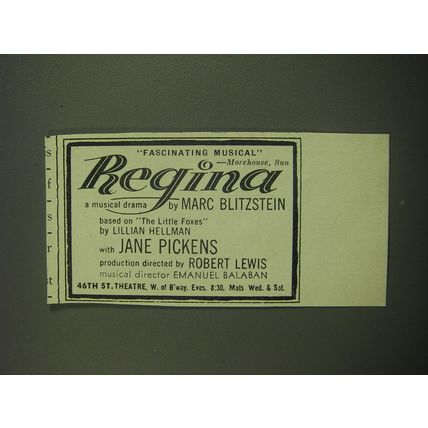 "FASCINATING MUSICAL"
—Morehouse, Sun
Regina
a musical drama by MARC BLITZSTEIN
based on "The Little Foxes"
by LILLIAN HELLMAN
with JANE PICKENS
production directed by ROBERT LEWIS
musical director EMANUEL BALABAN
46TH ST. THEATRE, W. of B'way. Eves. 8:30. Mats Wed. & Sat.